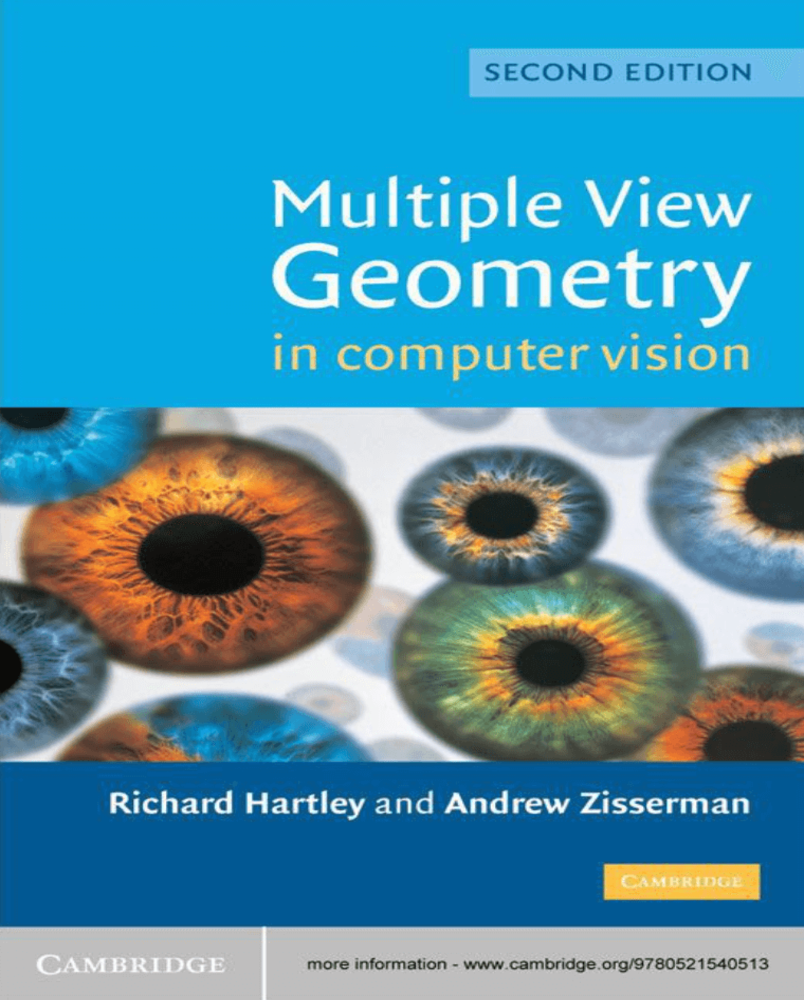 SECOND EDITION
Multiple View
Geometry
in computer vision
Richard Hartley and Andrew Zisserman
CAMBRIDGE
CAMBRIDGE
more information - www.cambridge.org/9780521540513